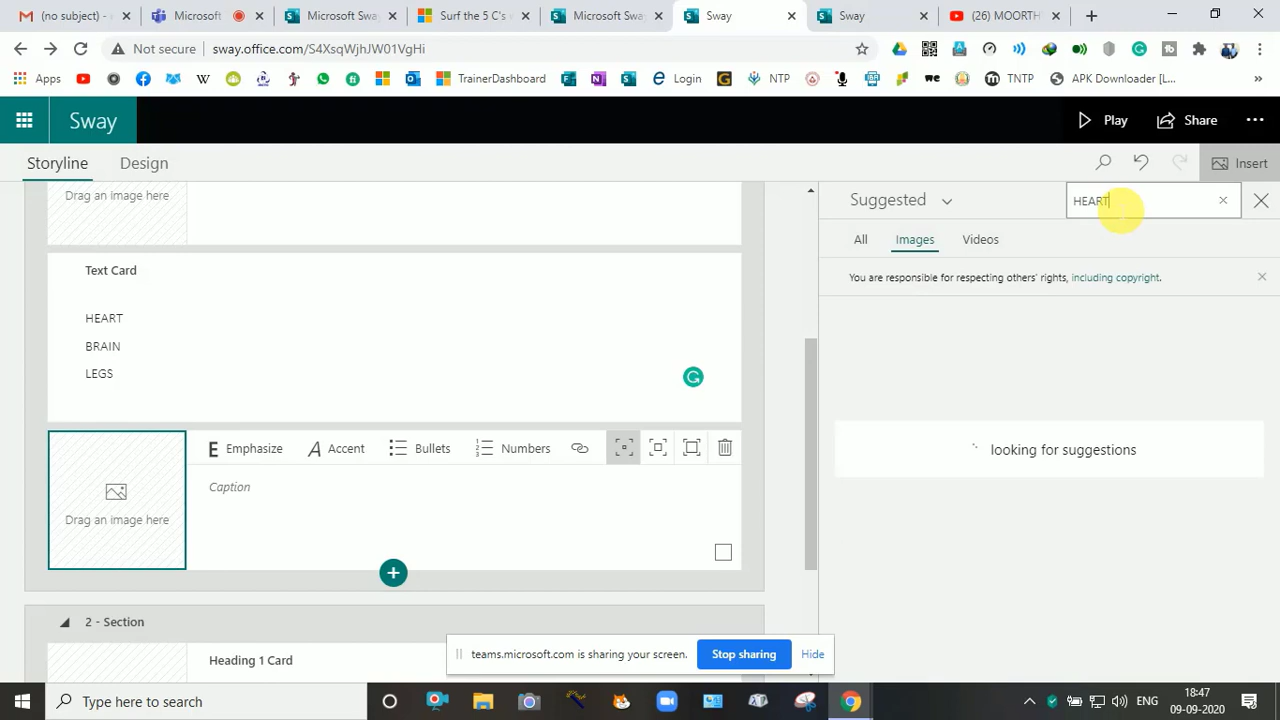 (no subject) -
Microsoft
Microsoft Sway
Surf the 5 C's v
Microsoft Swa
Sway
Sway
(26) MOORTH
Not secure
sway.office.com/S4XsqWjhJW01VgHi
Apps
TrainerDashboard
Login
NTP
TNTP
APK Downloader [L...
Sway
Play
Share
Storyline
Design
Insert
Drag an image here
Suggested
HEART
All
Images
Videos
You are responsible for respecting others' rights, including copyright.
Text Card
HEART
BRAIN
LEGS
Emphasize
Accent
Bullets
Numbers
Caption
Drag an image here
looking for suggestions
2 - Section
Heading 1 Card
teams.microsoft.com is sharing your screen.
Stop sharing
Hide
Type here to search
ENG
18:47
09-09-2020